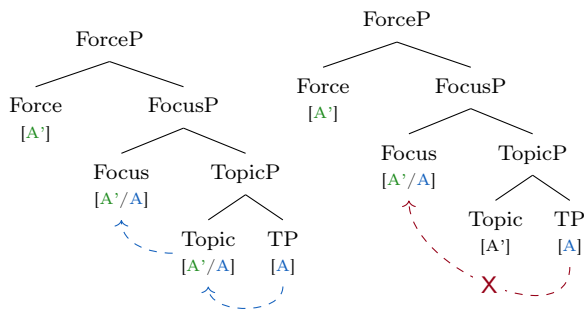 ForceP
Force
[A']
FocusP
Focus
[A'/A]
TopicP
Topic
[A'/A]
TP
[A]
ForceP
Force
[A']
FocusP
Focus
[A'/A]
TopicP
Topic
[A']
TP
[A]
X